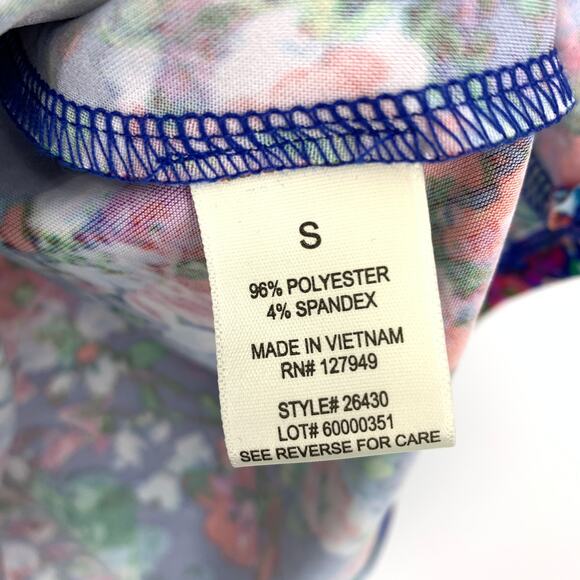 S
96% POLYESTER
4% SPANDEX
MADE IN VIETNAM
RN# 127949
STYLE# 26430
LOT# 60000351
SEE REVERSE FOR CARE